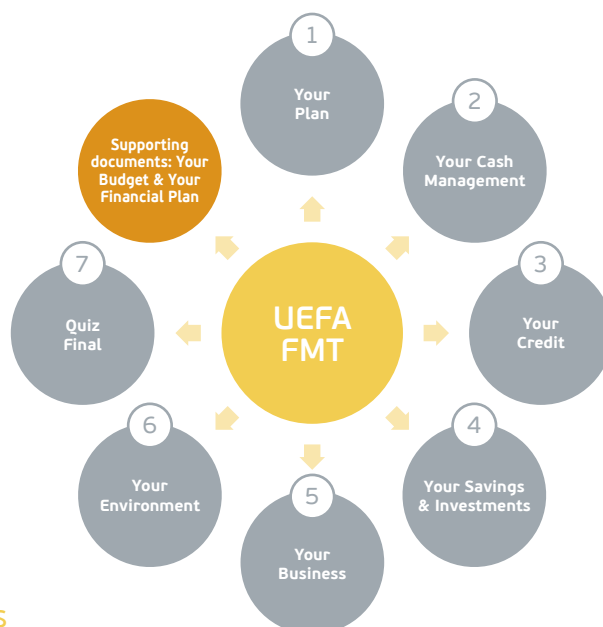 1
Your
Plan
2
Your Cash
Management
3
Your
Credit
4
Your Savings
& Investments
5
Your
Business
6
Your
Environment
7
Quiz
Final
Supporting
documents: Your
Budget & Your
Financial Plan
UEFA
FMT
S